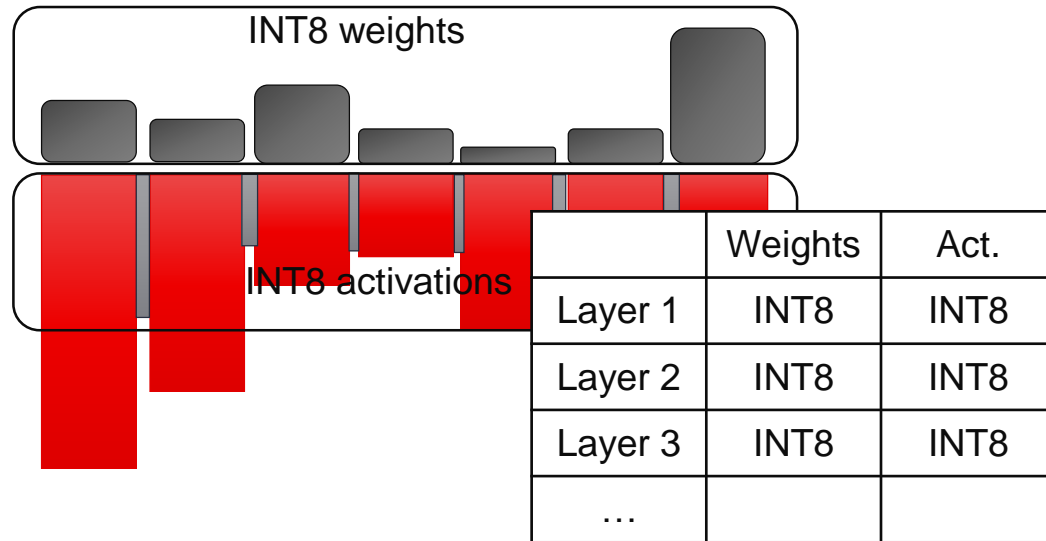 INT8 weights
INT8 activations
Weights Act.
Layer 1 INT8 INT8
Layer 2 INT8 INT8
Layer 3 INT8 INT8
…